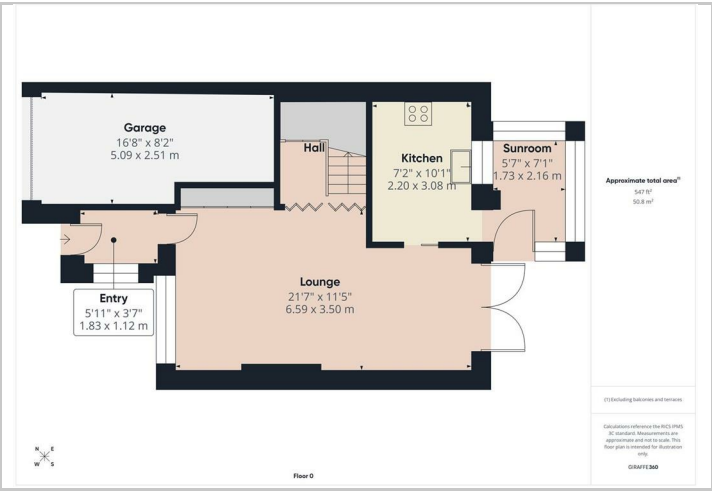 Garage
16'8" x 8'2"
5.09 x 2.51 m
Hall
Kitchen
7'2" x 10'1"
2.20 x 3.08 m
Sunroom
5'7" x 7'1"
1.73 x 2.16 m
Lounge
21'7" x 11'5"
6.59 x 3.50 m
Entry
5'11" x 3'7"
1.83 x 1.12 m
N
E
W
S
Floor 0
Approximate total area⁽¹⁾
547 ft²
50.8 m²
(1) Excluding balconies and terraces.
Calculations reference the RICS IPMS
3C standard. Measurements are
approximate and not to scale. This
floor plan is intended for illustration
only.
GIRAFFE360